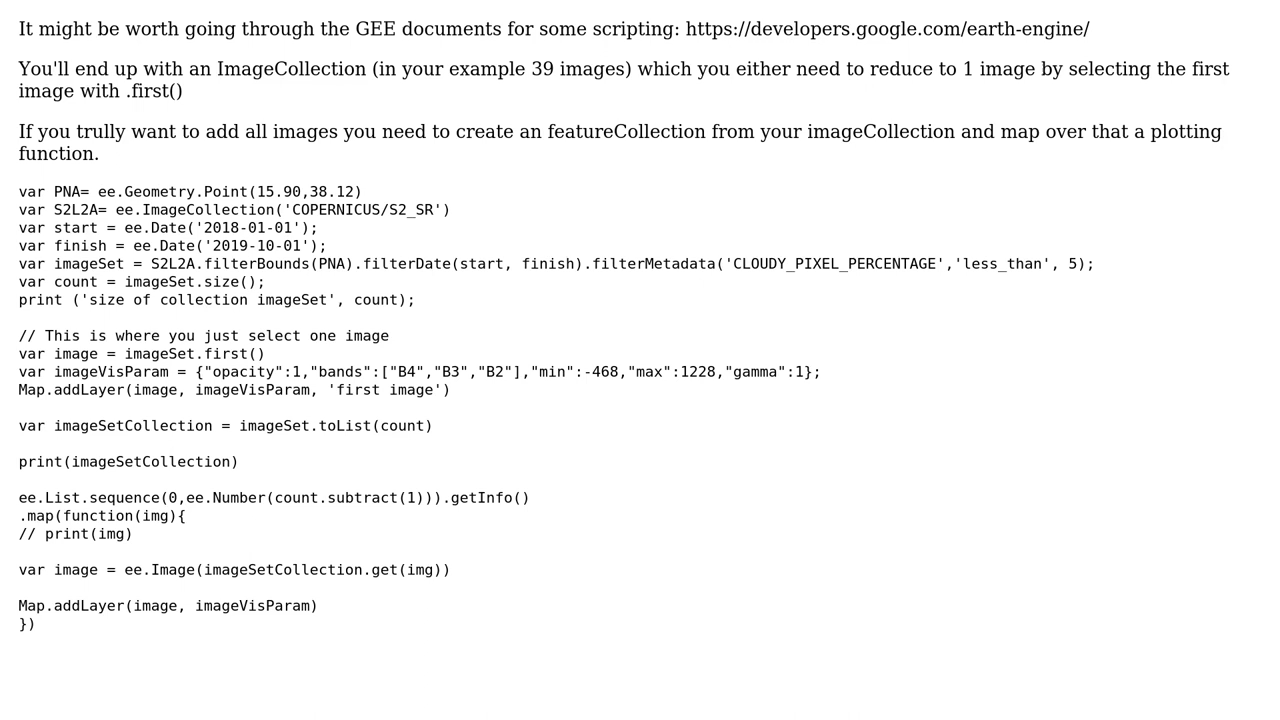 It might be worth going through the GEE documents for some scripting: https://developers.google.com/earth-engine/
You'll end up with an ImageCollection (in your example 39 images) which you either need to reduce to 1 image by selecting the first
image with .first()
If you trully want to add all images you need to create an featureCollection from your imageCollection and map over that a plotting
function.
var PNA= ee.Geometry.Point(15.90,38.12)
var S2L2A= ee.ImageCollection('COPERNICUS/S2_SR')
var start = ee.Date('2018-01-01');
var finish = ee.Date('2019-10-01');
var imageSet = S2L2A.filterBounds(PNA).filterDate(start, finish).filterMetadata('CLOUDY_PIXEL_PERCENTAGE','less_than', 5);
var count = imageSet.size();
print ('size of collection imageSet', count);
// This is where you just select one image
var image = imageSet.first()
var imageVisParam = {"opacity":1,"bands":["B4","B3","B2"],"min":-468,"max":1228,"gamma":1};
Map.addLayer(image, imageVisParam, 'first image')
var imageSetCollection = imageSet.toList(count)
print(imageSetCollection)
ee.List.sequence(0,ee.Number(count.subtract(1))).getInfo()
.map(function(img){
// print(img)
var image = ee.Image(imageSetCollection.get(img))
Map.addLayer(image, imageVisParam)
})